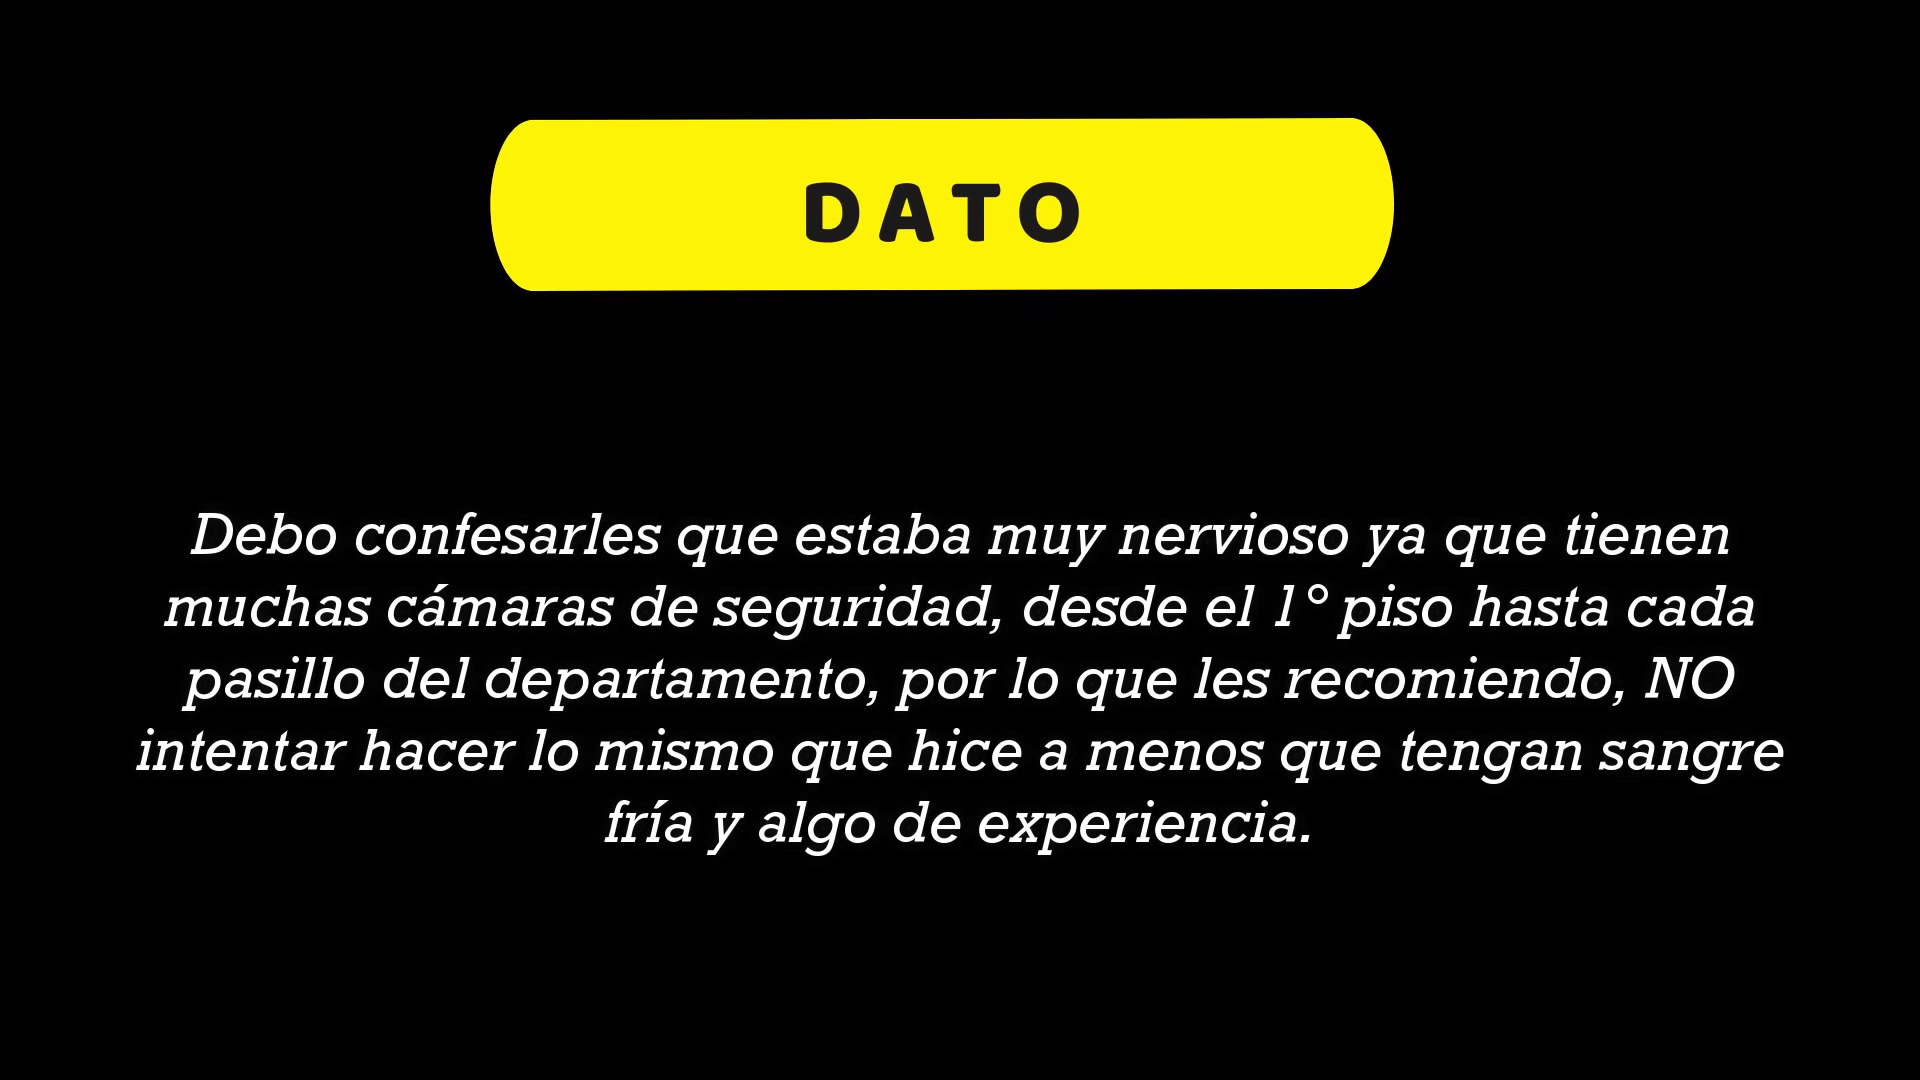 DATO
Debo confesarles que estaba muy nervioso ya que tienen
muchas cámaras de seguridad, desde el 1° piso hasta cada
pasillo del departamento, por lo que les recomiendo, NO
intentar hacer lo mismo que hice a menos que tengan sangre
fría y algo de experiencia.